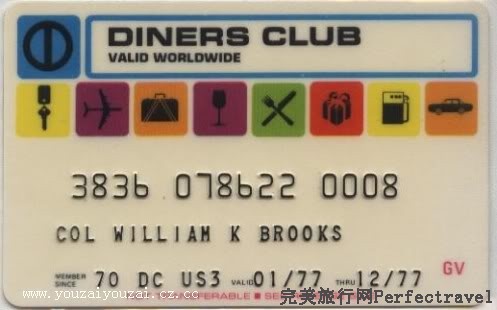 DINERS CLUB
VALID WORLDWIDE
3836 078622 0008
COL WILLIAM K BROOKS
MEMBER SINCE 70 DC US3 VALID 01/77 THRU 12/77
GV
www.youzaiyouzai.cz.cc
完美旅行网Perfectravel